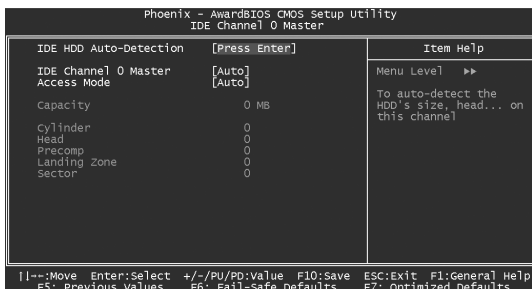 Phoenix - AwardBIOS CMOS Setup Utility
IDE Channel 0 Master
IDE HDD Auto-Detection [Press Enter]
IDE Channel 0 Master [Auto]
Access Mode [Auto]
Capacity 0 MB
Cylinder 0
Head 0
Precomp 0
Landing Zone 0
Sector 0
Item Help
Menu Level ▸▸
To auto-detect the
HDD's size, head... on
this channel
↑↓→←:Move Enter:Select +/-/PU/PD:Value F10:Save ESC:Exit F1:General Help
F5: Previous Values F6: Fail-Safe Defaults F7: Optimized Defaults